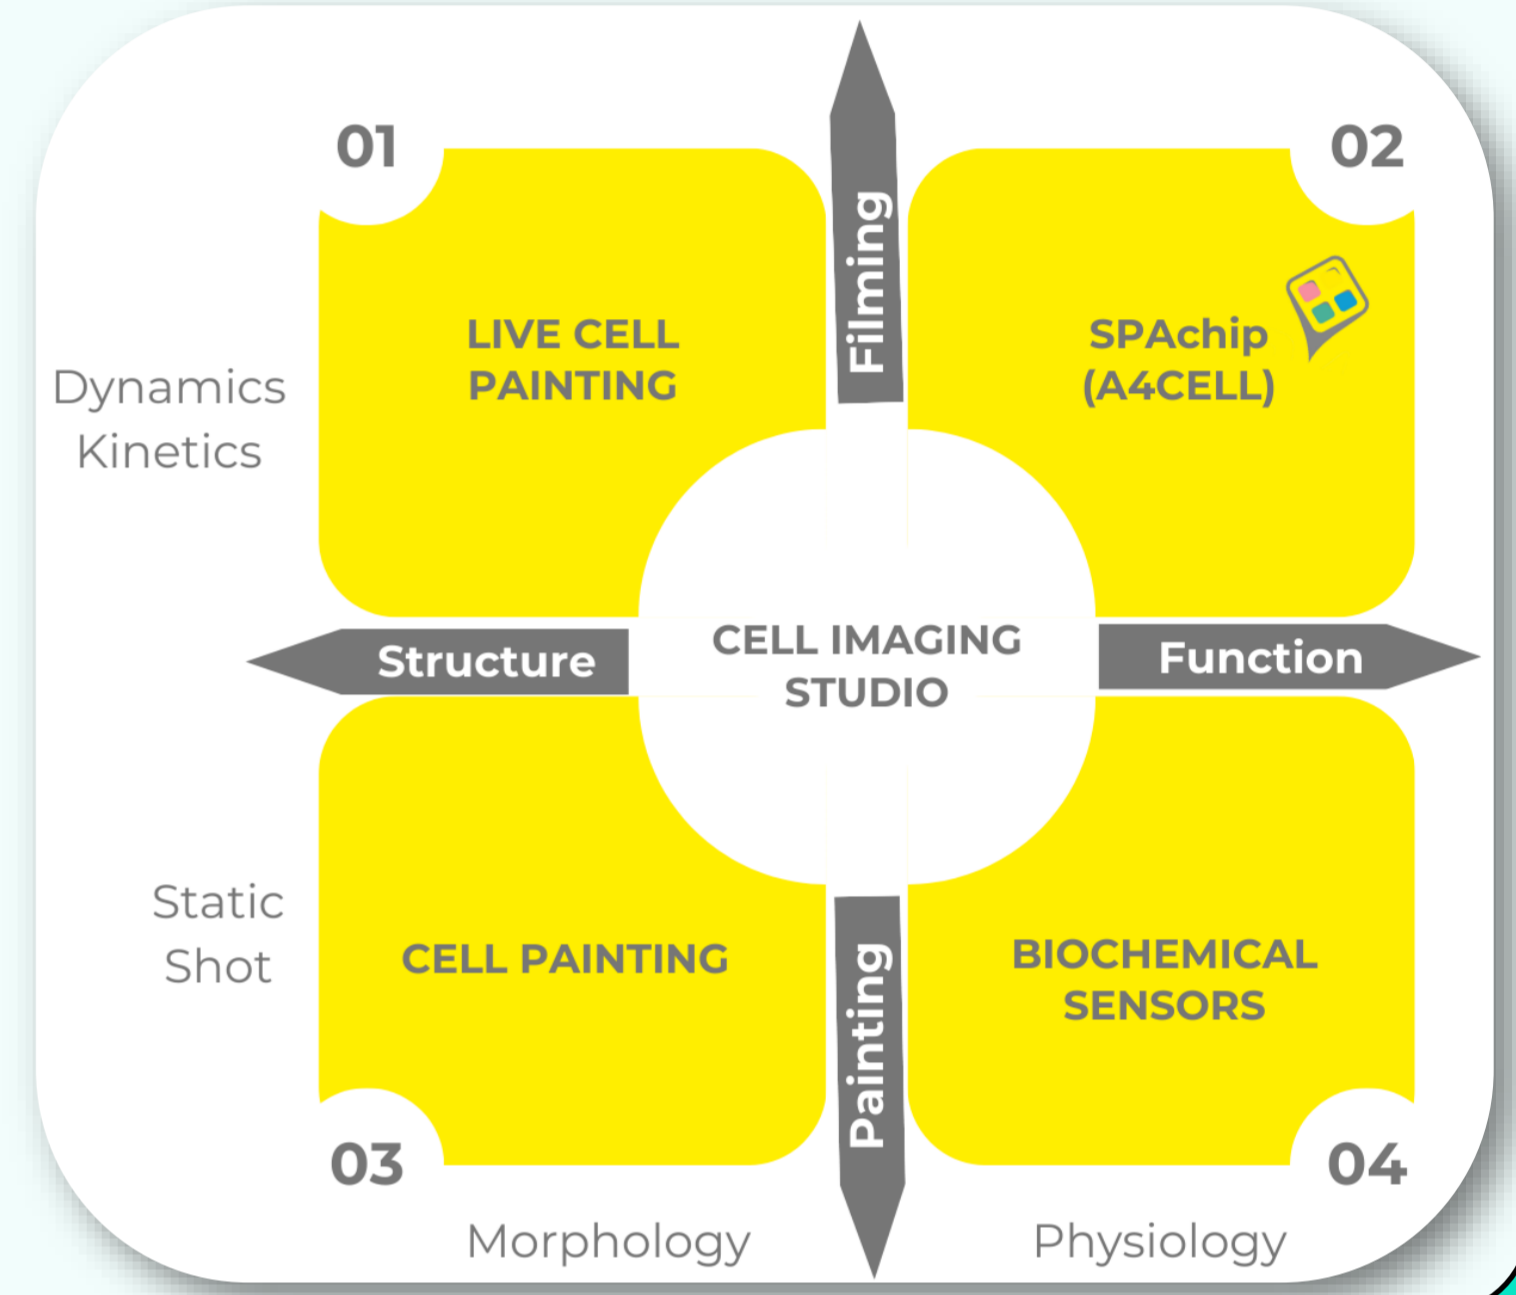 01
02
Filming
LIVE CELL
PAINTING
SPAchip
(A4CELL)
Dynamics
Kinetics
Structure
CELL IMAGING
STUDIO
Function
Static
Shot
CELL PAINTING
BIOCHEMICAL
SENSORS
Painting
03
04
Morphology
Physiology